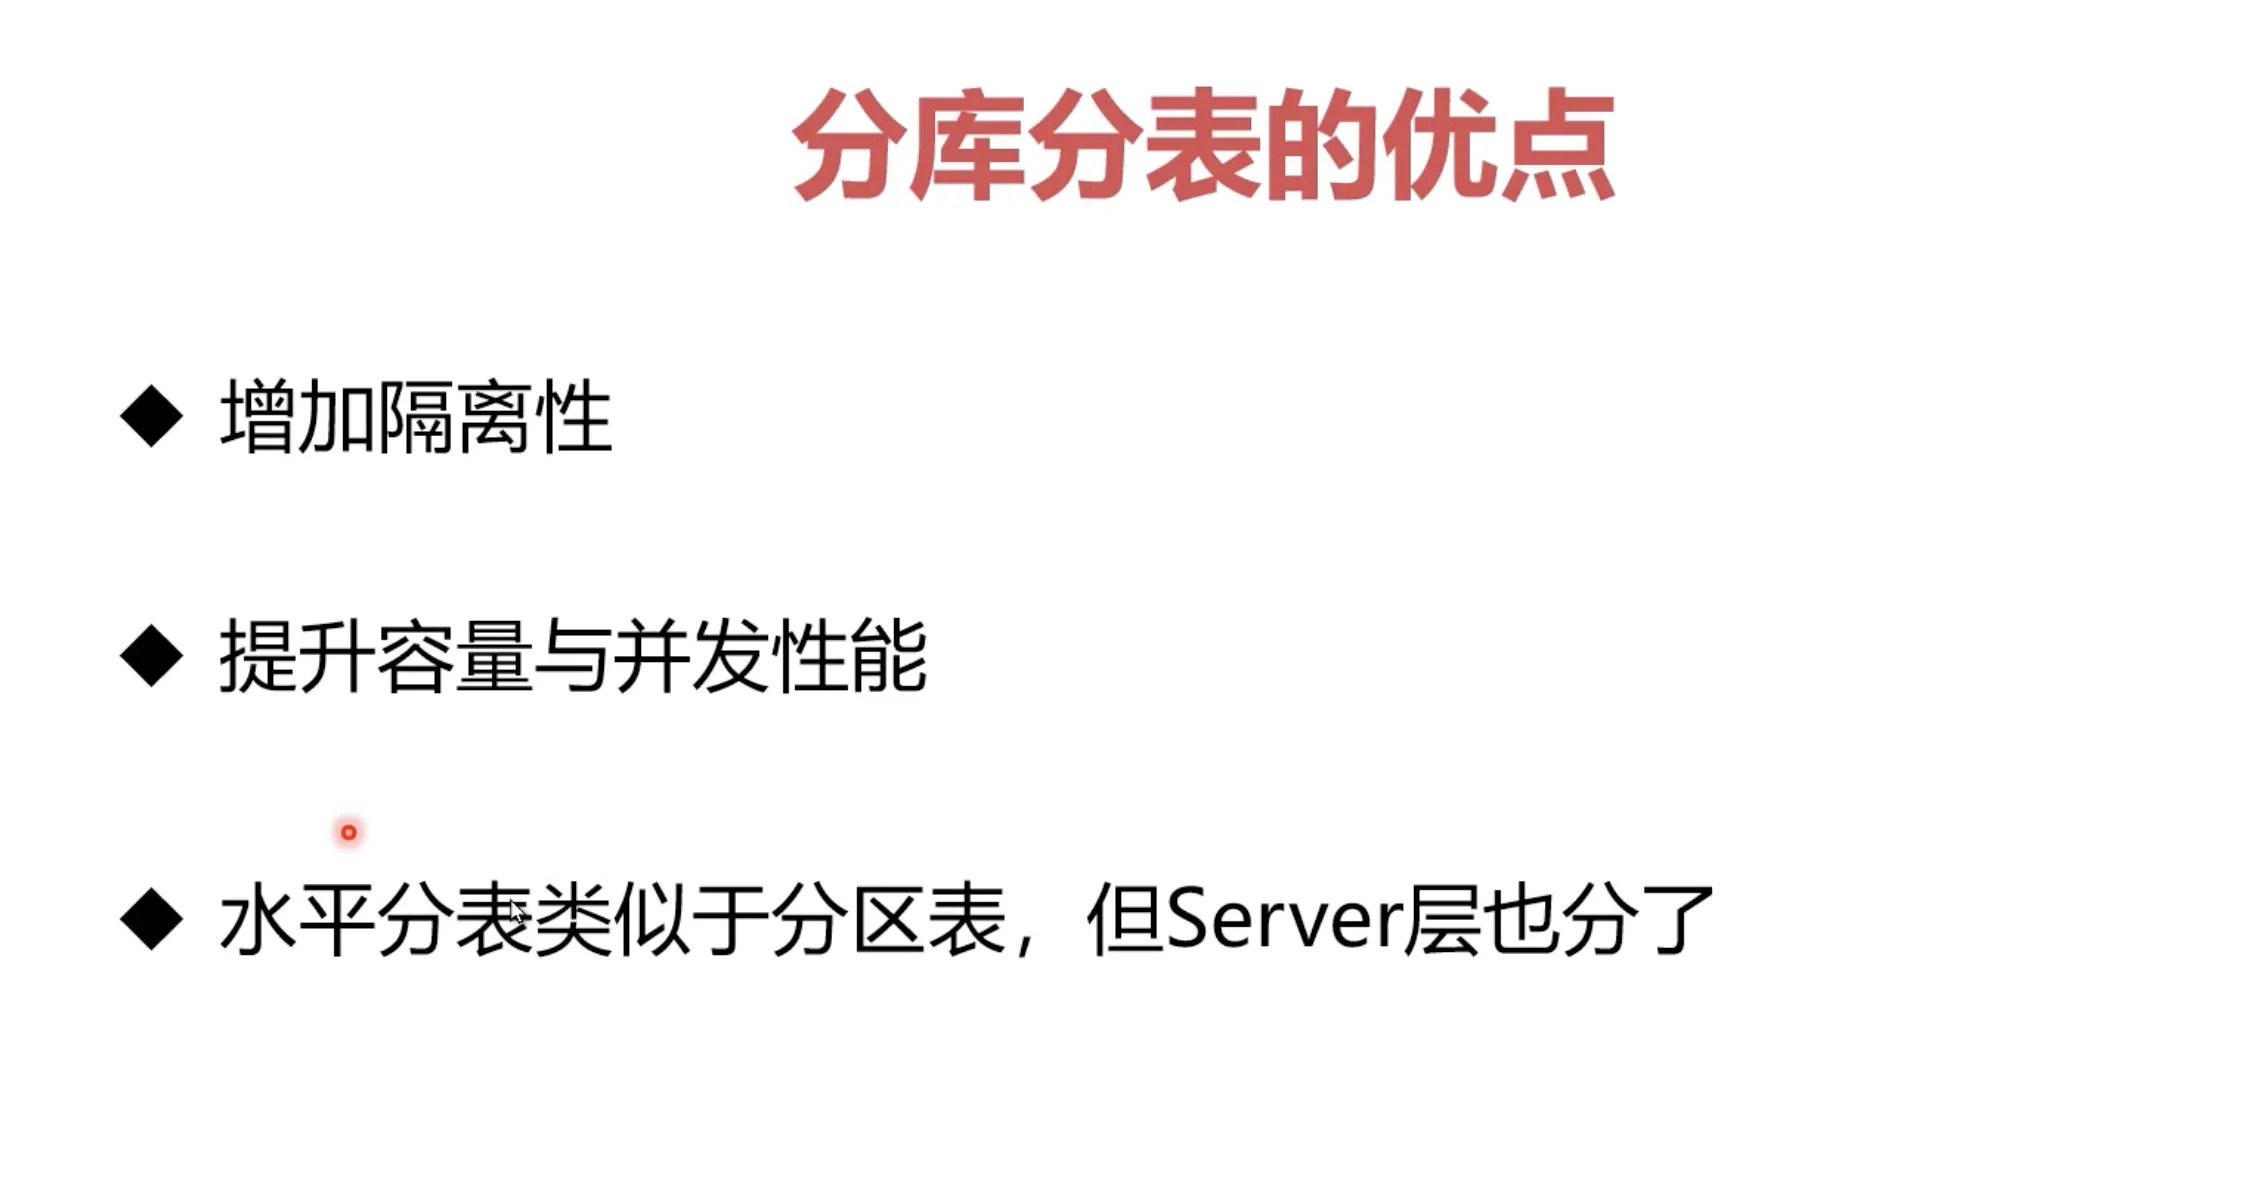 分库分表的优点
◆ 增加隔离性
◆ 提升容量与并发性能
◆ 水平分表类似于分区表，但Server层也分了